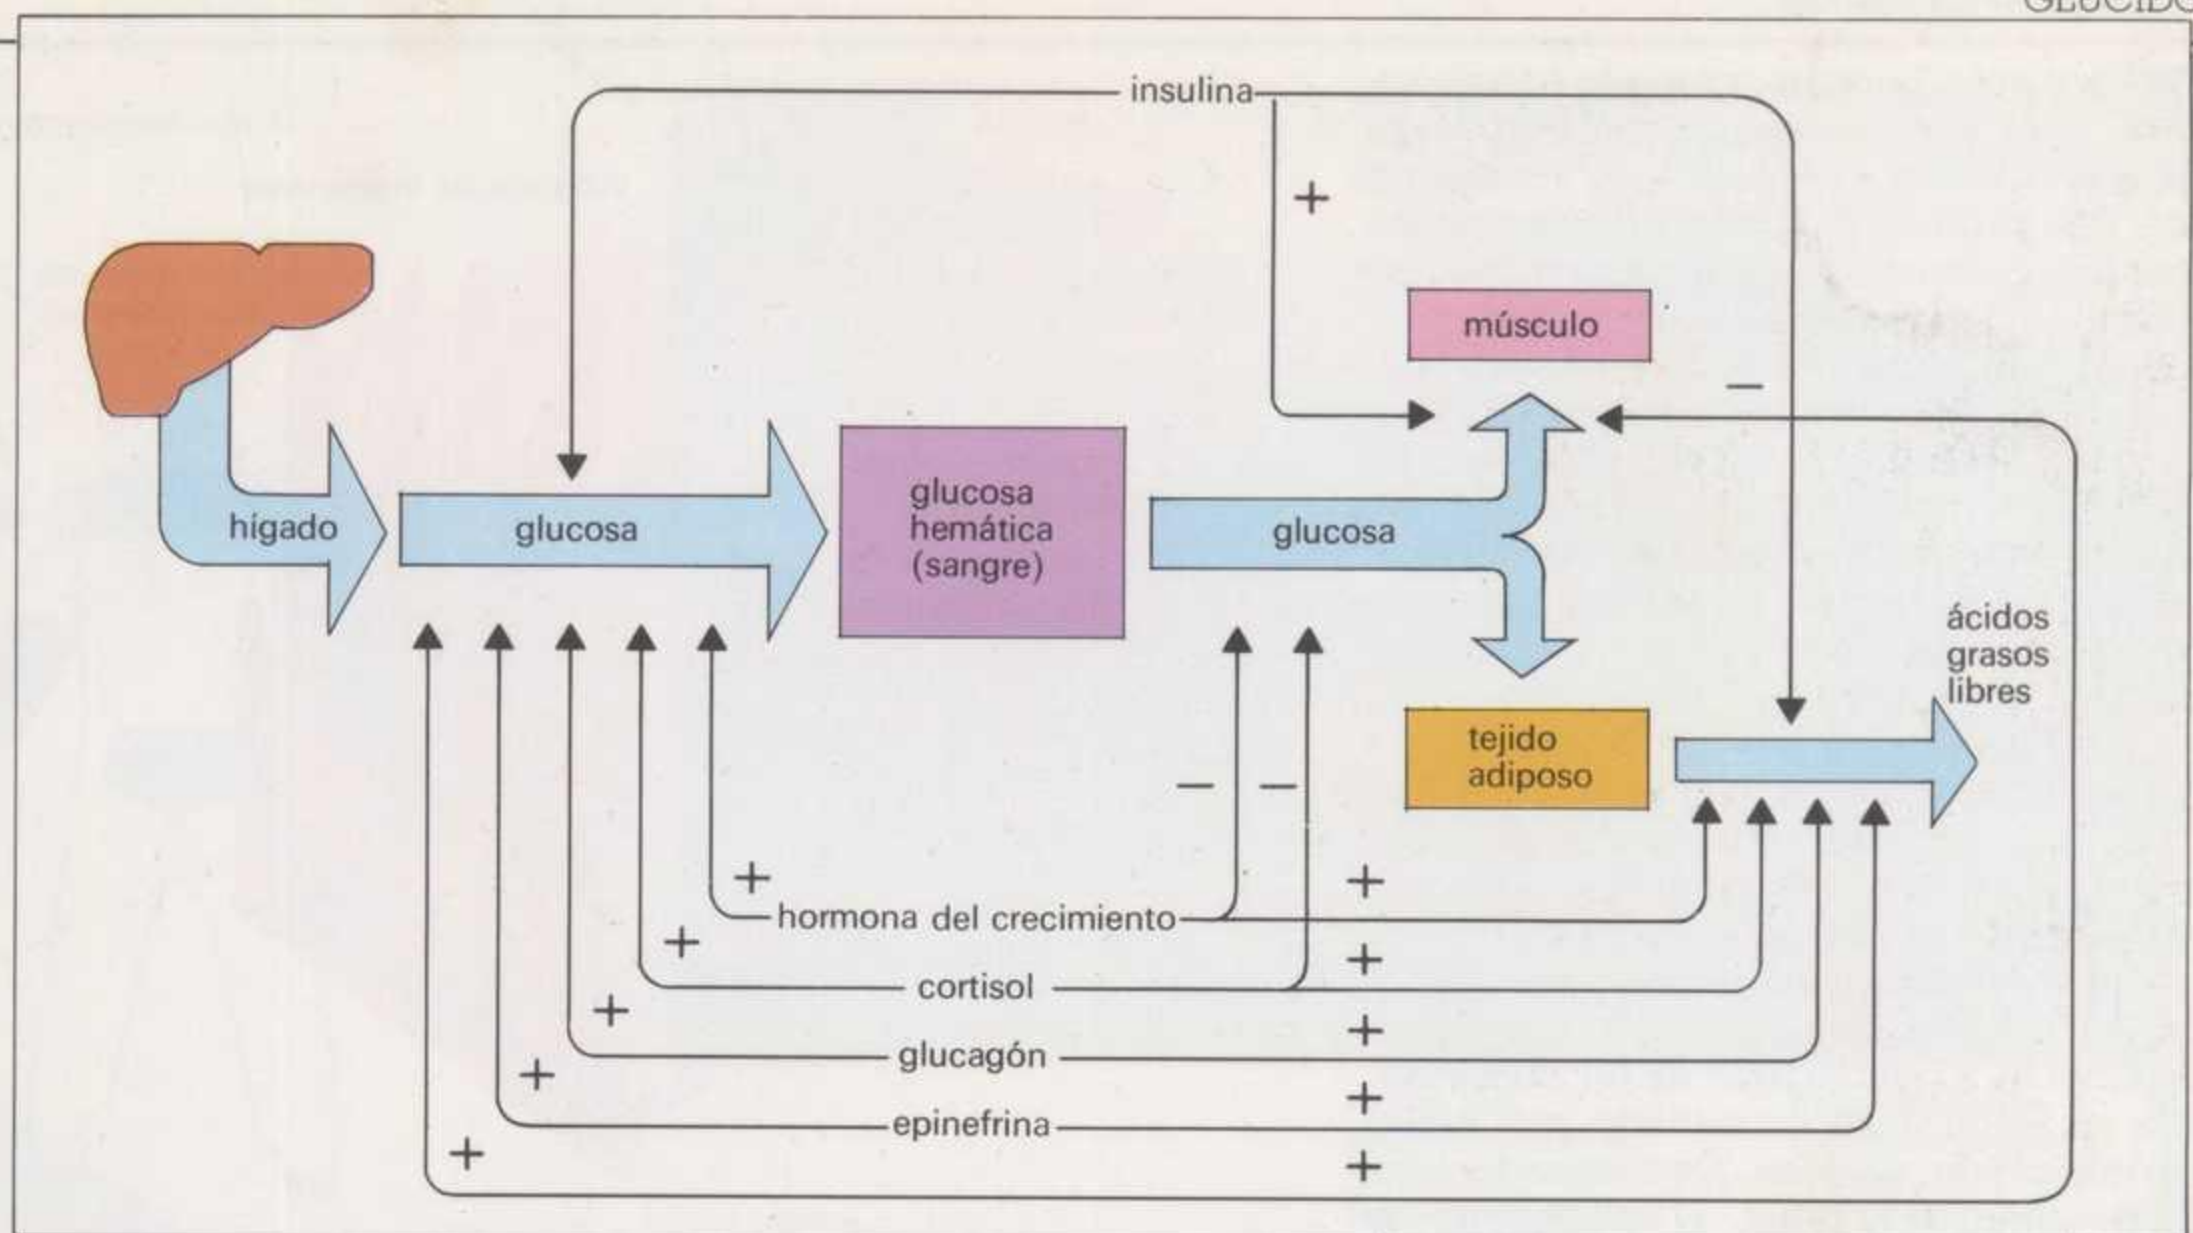 GLÚCIDO
insulina
+
músculo
−
hígado
glucosa
glucosa
hemática
(sangre)
glucosa
ácidos
grasos
libres
tejido
adiposo
− −
+
+
hormona del crecimiento
+
+
cortisol
+
+
glucagón
+
+
epinefrina
+
+